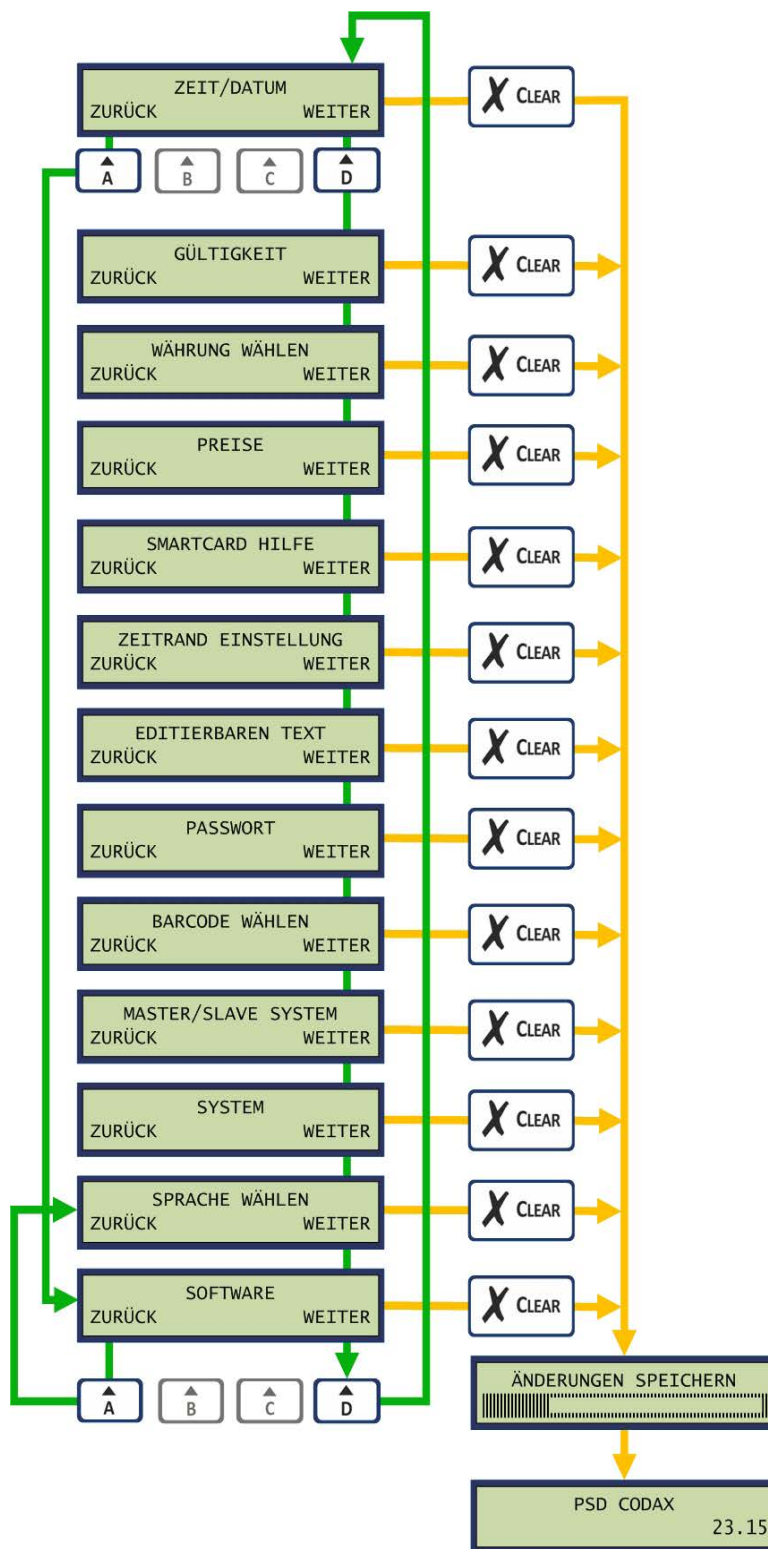 ZEIT/DATUM
ZURÜCK WEITER
CLEAR
A B C D
GÜLTIGKEIT
ZURÜCK WEITER
CLEAR
WÄHRUNG WÄHLEN
ZURÜCK WEITER
CLEAR
PREISE
ZURÜCK WEITER
CLEAR
SMARTCARD HILFE
ZURÜCK WEITER
CLEAR
ZEITRAND EINSTELLUNG
ZURÜCK WEITER
CLEAR
EDITIERBAREN TEXT
ZURÜCK WEITER
CLEAR
PASSWORT
ZURÜCK WEITER
CLEAR
BARCODE WÄHLEN
ZURÜCK WEITER
CLEAR
MASTER/SLAVE SYSTEM
ZURÜCK WEITER
CLEAR
SYSTEM
ZURÜCK WEITER
CLEAR
SPRACHE WÄHLEN
ZURÜCK WEITER
CLEAR
SOFTWARE
ZURÜCK WEITER
CLEAR
A B C D
ÄNDERUNGEN SPEICHERN
PSD CODAX
23.15